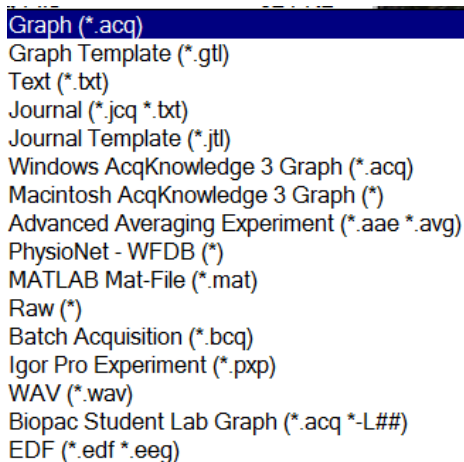 Graph (*.acq)
Graph Template (*.gtl)
Text (*.txt)
Journal (*.jcq *.txt)
Journal Template (*.jtl)
Windows AcqKnowledge 3 Graph (*.acq)
Macintosh AcqKnowledge 3 Graph (*)
Advanced Averaging Experiment (*.aae *.avg)
PhysioNet - WFDB (*)
MATLAB Mat-File (*.mat)
Raw (*)
Batch Acquisition (*.bcq)
Igor Pro Experiment (*.pxp)
WAV (*.wav)
Biopac Student Lab Graph (*.acq *-L##)
EDF (*.edf *.eeg)